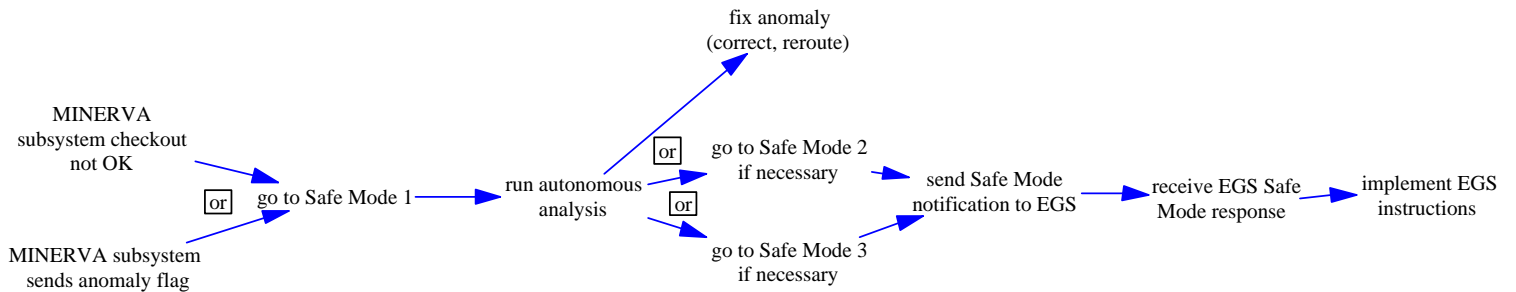 fix anomaly
(correct, reroute)
MINERVA
subsystem checkout
not OK
or
go to Safe Mode 1
MINERVA subsystem
sends anomaly flag
run autonomous
analysis
or
go to Safe Mode 2
if necessary
or
go to Safe Mode 3
if necessary
send Safe Mode
notification to EGS
receive EGS Safe
Mode response
implement EGS
instructions